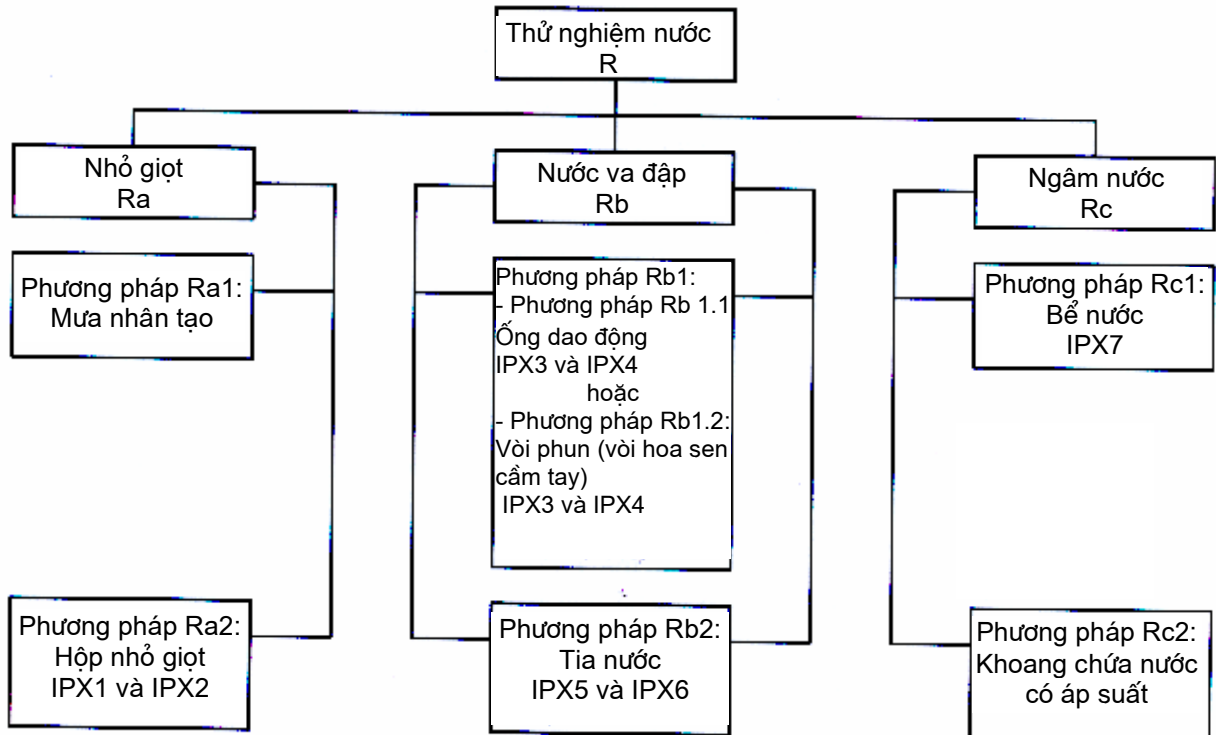 Thử nghiệm nước
R
Nhỏ giọt
Ra
Nước va đập
Rb
Ngâm nước
Rc
Phương pháp Ra1:
Mưa nhân tạo
Phương pháp Rb1:
- Phương pháp Rb 1.1
Ống dao động
IPX3 và IPX4
hoặc
- Phương pháp Rb1.2:
Vòi phun (vòi hoa sen
cầm tay)
IPX3 và IPX4
Phương pháp Rc1:
Bể nước
IPX7
Phương pháp Ra2:
Hộp nhỏ giọt
IPX1 và IPX2
Phương pháp Rb2:
Tia nước
IPX5 và IPX6
Phương pháp Rc2:
Khoang chứa nước
có áp suất